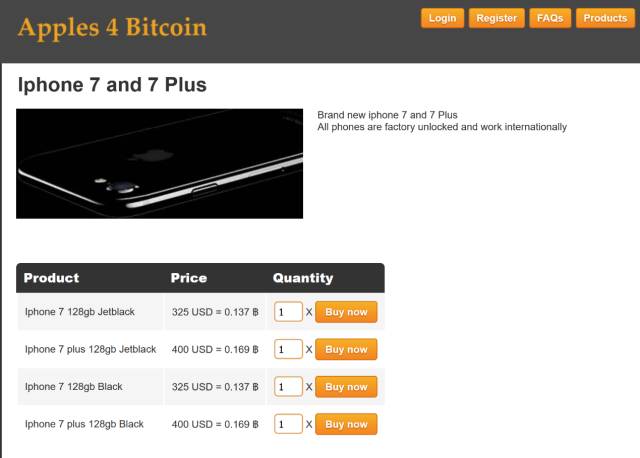 Apples 4 Bitcoin
Login Register FAQs Products
Iphone 7 and 7 Plus
Brand new iphone 7 and 7 Plus
All phones are factory unlocked and work internationally
Product Price Quantity
Iphone 7 128gb Jetblack 325 USD = 0.137 ฿ 1 X Buy now
Iphone 7 plus 128gb Jetblack 400 USD = 0.169 ฿ 1 X Buy now
Iphone 7 128gb Black 325 USD = 0.137 ฿ 1 X Buy now
Iphone 7 plus 128gb Black 400 USD = 0.169 ฿ 1 X Buy now